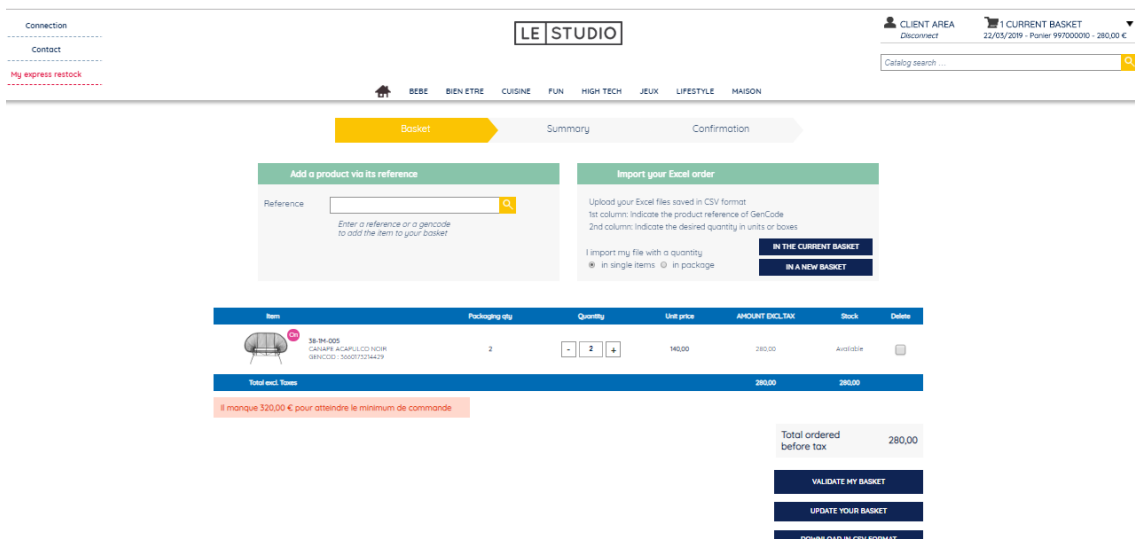 Connection
Contact
My express restock
LE STUDIO
CLIENT AREA
Disconnect
1 CURRENT BASKET
22/03/2019 - Panier 997000010 - 280,00 €
Catalog search ...
BEBE BIEN ETRE CUISINE FUN HIGH TECH JEUX LIFESTYLE MAISON
Basket Summary Confirmation
Add a product via its reference
Reference
Enter a reference or a gencode
to add the item to your basket
Import your Excel order
Upload your Excel files saved in CSV format
1st column: Indicate the product reference of GenCode
2nd column: Indicate the desired quantity in units or boxes
I import my file with a quantity
in single items in package
IN THE CURRENT BASKET
IN A NEW BASKET
Item Packaging qty Quantity Unit price AMOUNT EXCL.TAX Stock Delete
On
38-1M-005
CANAPE ACAPULCO NOIR
GENCOD : 3660173214429
2 - 2 + 140,00 280,00 Available
Total excl. Taxes 280,00 280,00
Il manque 320,00 € pour atteindre le minimum de commande
Total ordered
before tax
280,00
VALIDATE MY BASKET
UPDATE YOUR BASKET
DOWNLOAD IN CSV FORMAT